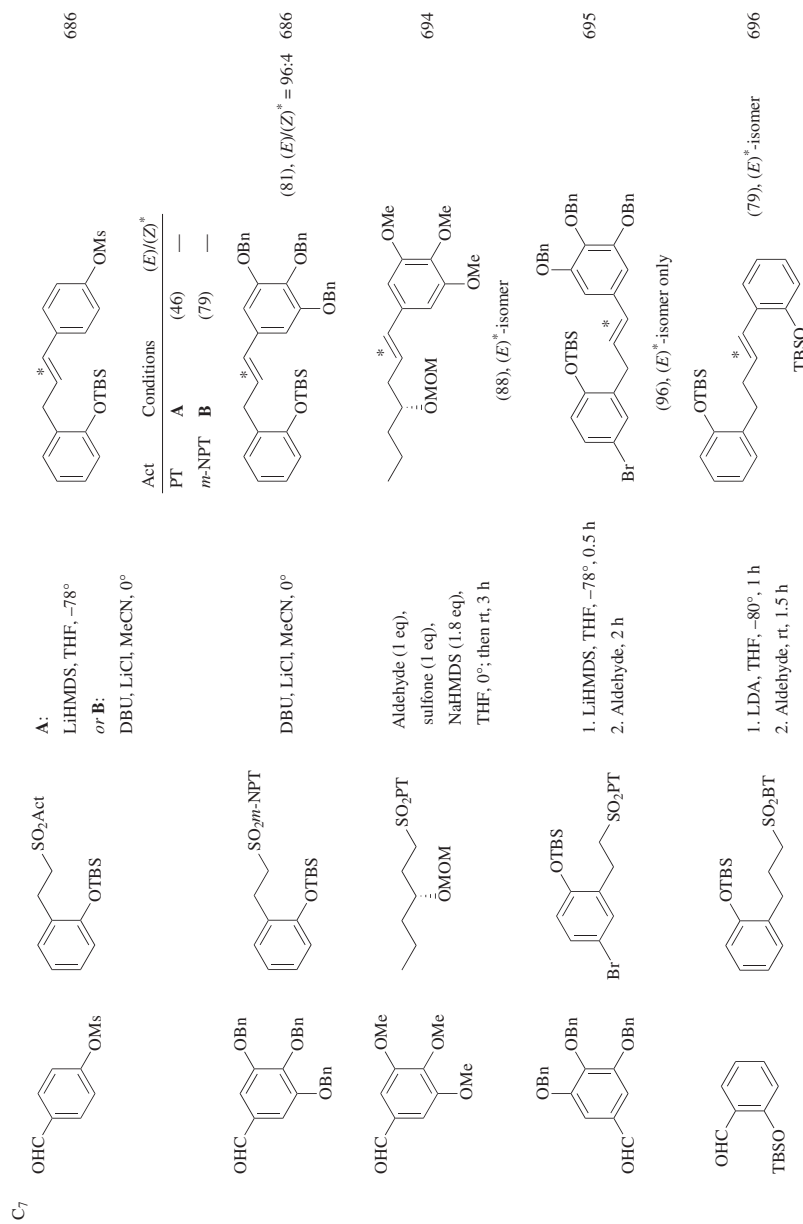 C7
OHC
OMs
SO2Act
OTBS
A:
LiHMDS, THF, –78°
or B:
DBU, LiCl, MeCN, 0°
*
OTBS
OMs
686
Act Conditions (E)/(Z)*
PT A (46) —
m-NPT B (79) —
OHC
OBn
OBn
OBn
SO2m-NPT
OTBS
DBU, LiCl, MeCN, 0°
*
OTBS
OBn
OBn
OBn
(81), (E)/(Z)* = 96:4
686
OHC
OMe
OMe
OMe
SO2PT
OMOM
Aldehyde (1 eq),
sulfone (1 eq),
NaHMDS (1.8 eq),
THF, 0°; then rt, 3 h
*
OMOM
OMe
OMe
OMe
(88), (E)*-isomer
694
OBn
OBn
OBn
OHC
OTBS
SO2PT
Br
1. LiHMDS, THF, –78°, 0.5 h
2. Aldehyde, 2 h
OTBS
*
Br
OBn
OBn
OBn
(96), (E)*-isomer only
695
OHC
TBSO
OTBS
SO2BT
1. LDA, THF, –80°, 1 h
2. Aldehyde, rt, 1.5 h
OTBS
*
TBSO
(79), (E)*-isomer
696